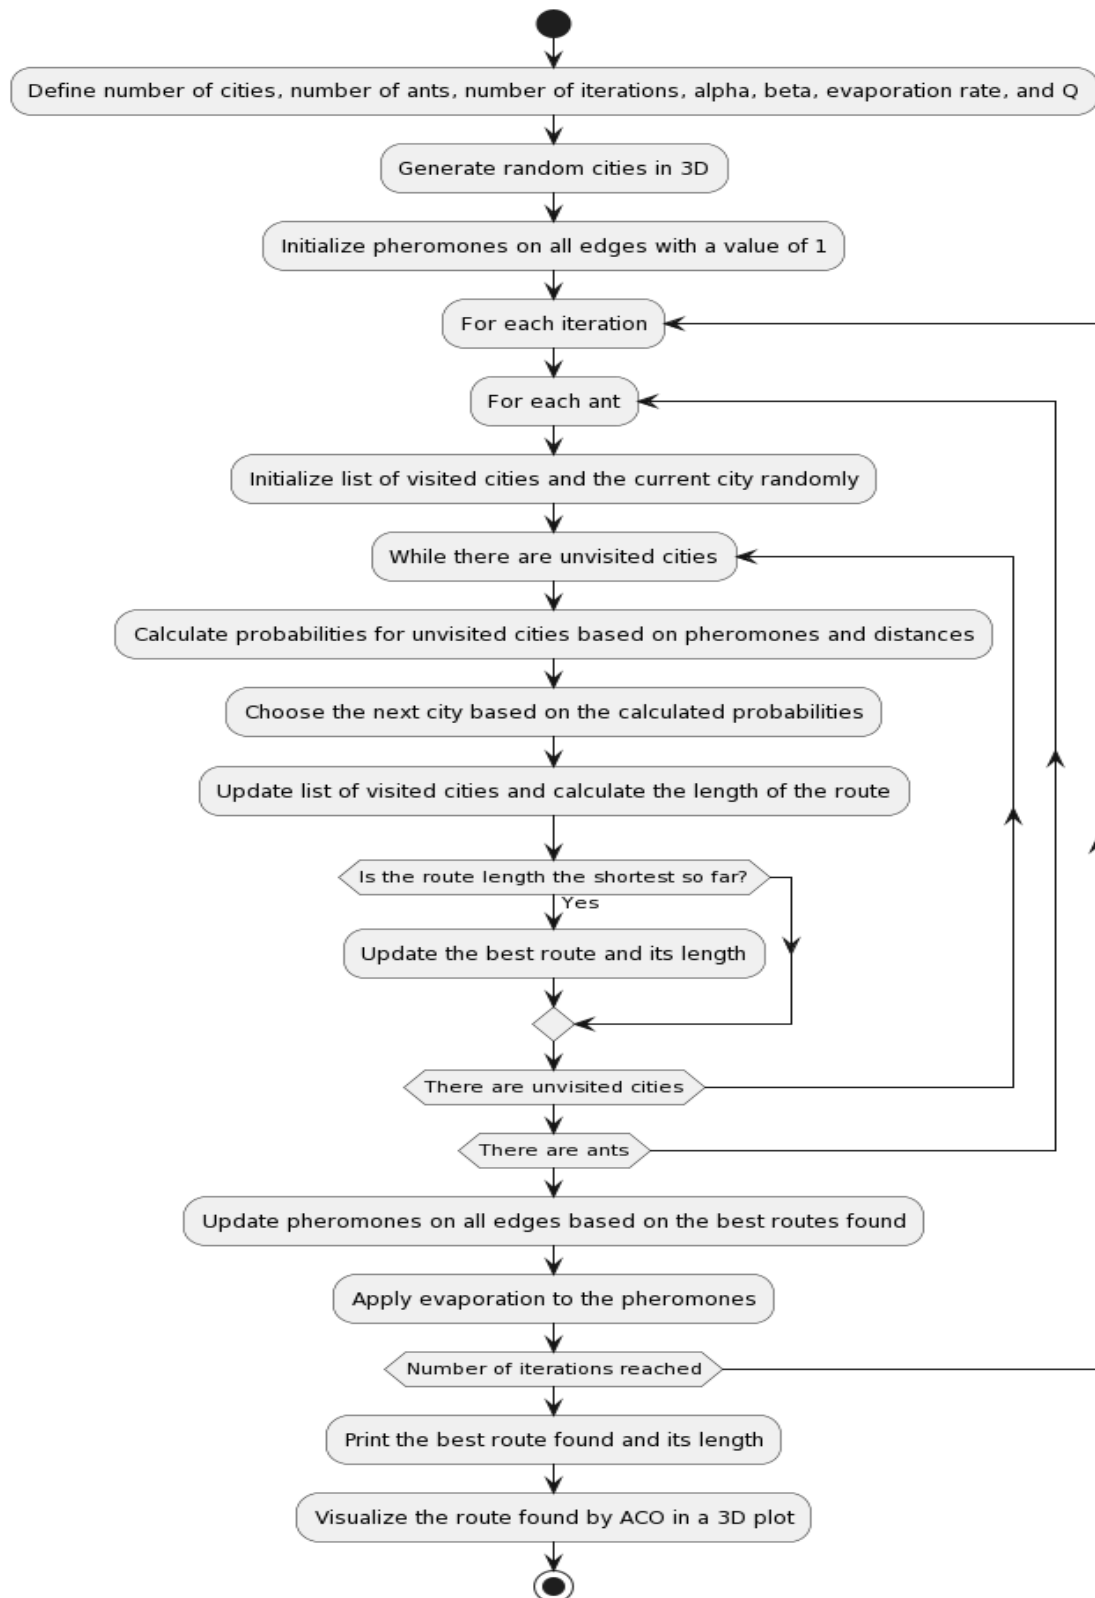 Define number of cities, number of ants, number of iterations, alpha, beta, evaporation rate, and Q
Generate random cities in 3D
Initialize pheromones on all edges with a value of 1
For each iteration
For each ant
Initialize list of visited cities and the current city randomly
While there are unvisited cities
Calculate probabilities for unvisited cities based on pheromones and distances
Choose the next city based on the calculated probabilities
Update list of visited cities and calculate the length of the route
Is the route length the shortest so far?
Yes
Update the best route and its length
There are unvisited cities
There are ants
Update pheromones on all edges based on the best routes found
Apply evaporation to the pheromones
Number of iterations reached
Print the best route found and its length
Visualize the route found by ACO in a 3D plot